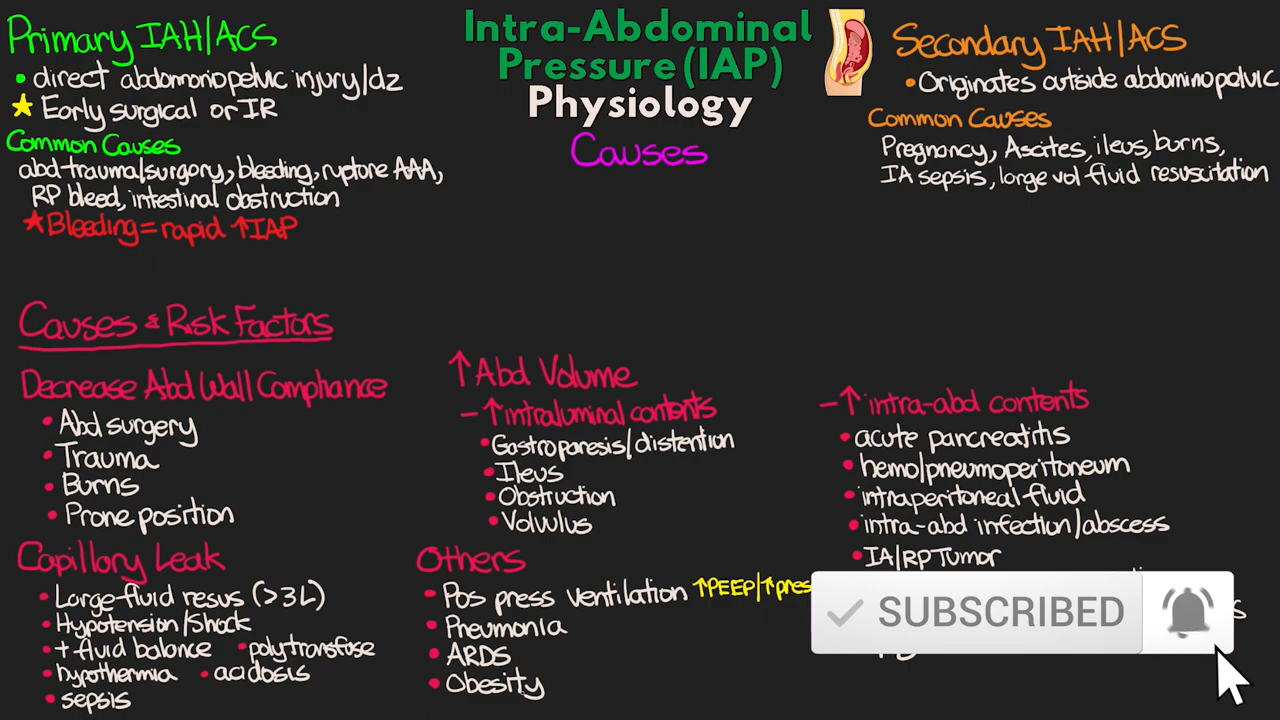 Primary IAH/ACS
• direct abdomoniopelvic injury/dz
★ Early surgical or IR
Common Causes
abd trauma/surgery, bleeding, rupture AAA,
RP bleed, intestinal obstruction
★Bleeding = rapid ↑IAP
Intra-Abdominal
Pressure (IAP)
Physiology
Causes
Secondary IAH/ACS
• Originates outside abdominopelvic
Common Causes
Pregnancy, Ascites, ileus, burns,
IA sepsis, large vol fluid resuscitation
Causes & Risk Factors
Decrease Abd Wall Compliance
• Abd surgery
• Trauma
• Burns
• Prone position
↑Abd Volume
- ↑intraluminal contents
• Gastroparesis/distention
• Ileus
• Obstruction
• Volvulus
- ↑ intra-abd contents
• acute pancreatitis
• hemo/pneumoperitoneum
• intraperitoneal fluid
• intra-abd infection/abscess
• IA/RP Tumor
Capillary Leak
• Large fluid resus (>3L)
• Hypotension/Shock
• + fluid balance • polytransfuse
• hypothermia • acidosis
• sepsis
Others
• Pos press ventilation ↑PEEP/↑pres
• Pneumonia
• ARDS
• Obesity
SUBSCRIBED